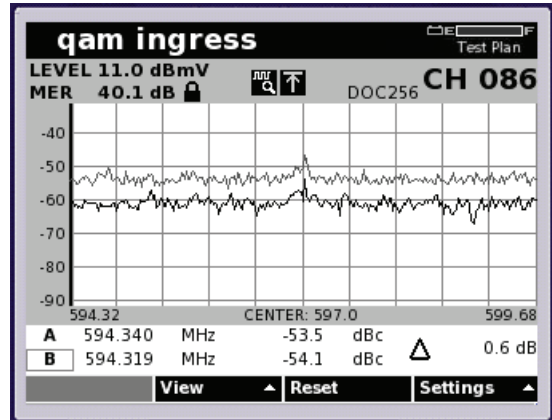 qam ingress
E F
Test Plan
LEVEL 11.0 dBmV
MER 40.1 dB
DOC256
CH 086
-40
-50
-60
-70
-80
-90
594.32 CENTER: 597.0 599.68
A 594.340 MHz -53.5 dBc
B 594.319 MHz -54.1 dBc
Δ 0.6 dB
View Reset Settings